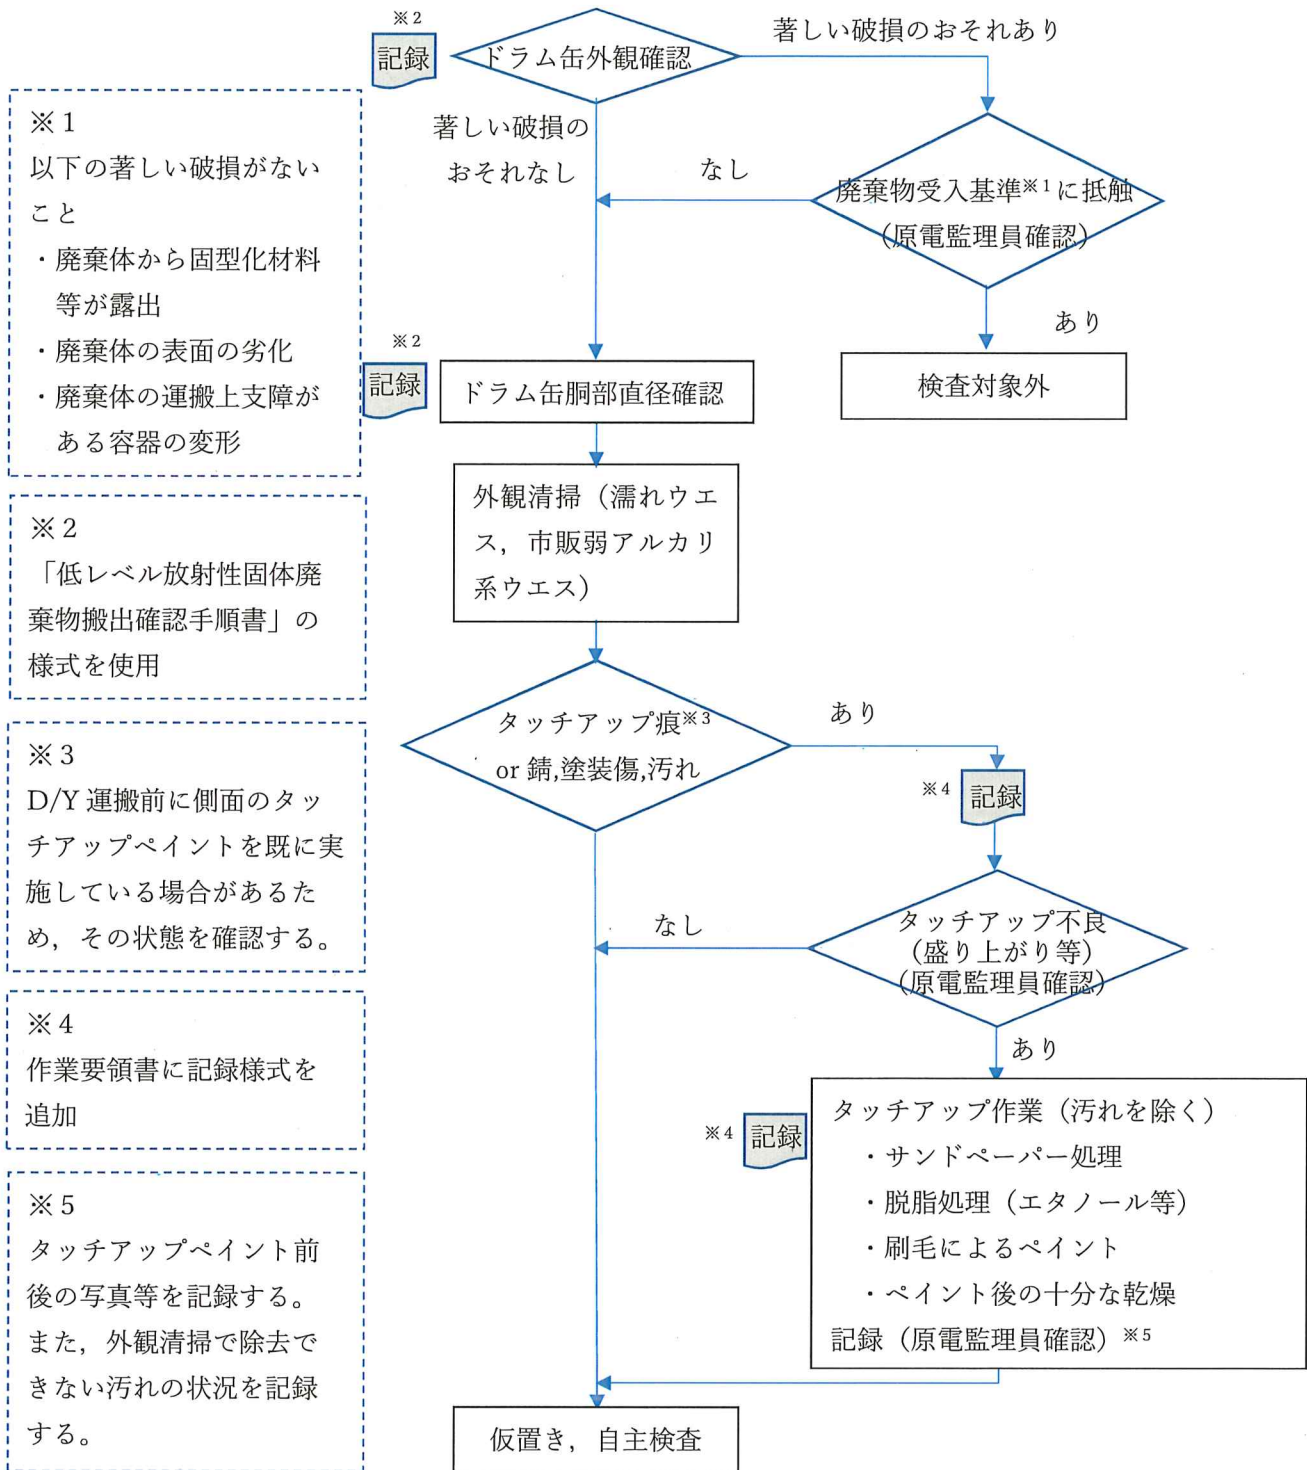 ※2
記録
ドラム缶外観確認
著しい破損のおそれあり
著しい破損の
おそれなし
なし
廃棄物受入基準※1に抵触
（原電監理員確認）
あり
検査対象外
※2
記録
ドラム缶胴部直径確認
外観清掃（濡れウエ
ス，市販弱アルカリ
系ウエス）
タッチアップ痕※3
or 錆,塗装傷,汚れ
あり
※4
記録
タッチアップ不良
（盛り上がり等）
（原電監理員確認）
なし
あり
※4
記録
タッチアップ作業（汚れを除く）
・サンドペーパー処理
・脱脂処理（エタノール等）
・刷毛によるペイント
・ペイント後の十分な乾燥
記録（原電監理員確認）※5
仮置き，自主検査
※1
以下の著しい破損がない
こと
・廃棄体から固型化材料
等が露出
・廃棄体の表面の劣化
・廃棄体の運搬上支障が
ある容器の変形
※2
「低レベル放射性固体廃
棄物搬出確認手順書」の
様式を使用
※3
D/Y 運搬前に側面のタッ
チアップペイントを既に実
施している場合があるた
め，その状態を確認する。
※4
作業要領書に記録様式を
追加
※5
タッチアップペイント前
後の写真等を記録する。
また，外観清掃で除去で
きない汚れの状況を記録
する。